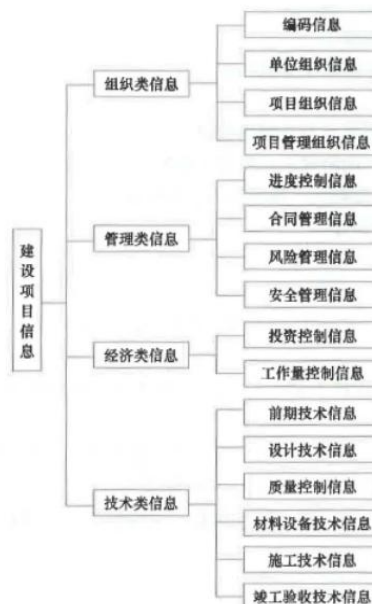 建设项目信息
组织类信息
编码信息
单位组织信息
项目组织信息
项目管理组织信息
管理类信息
进度控制信息
合同管理信息
风险管理信息
安全管理信息
经济类信息
投资控制信息
工作量控制信息
技术类信息
前期技术信息
设计技术信息
质量控制信息
材料设备技术信息
施工技术信息
竣工验收技术信息